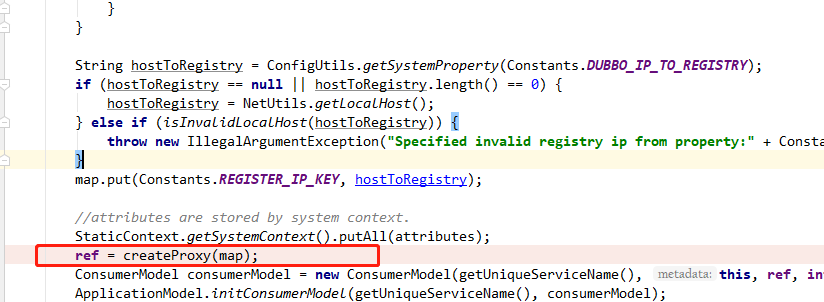 }
}
String hostToRegistry = ConfigUtils.getSystemProperty(Constants.DUBBO_IP_TO_REGISTRY);
if (hostToRegistry == null || hostToRegistry.length() == 0) {
hostToRegistry = NetUtils.getLocalHost();
} else if (isInvalidLocalHost(hostToRegistry)) {
throw new IllegalArgumentException("Specified invalid registry ip from property:" + Consta
}
map.put(Constants.REGISTER_IP_KEY, hostToRegistry);
//attributes are stored by system context.
StaticContext.getSystemContext().putAll(attributes);
ref = createProxy(map);
ConsumerModel consumerModel = new ConsumerModel(getUniqueServiceName(), metadata: this, ref, int
ApplicationModel.initConsumerModel(getUniqueServiceName(), consumerModel);